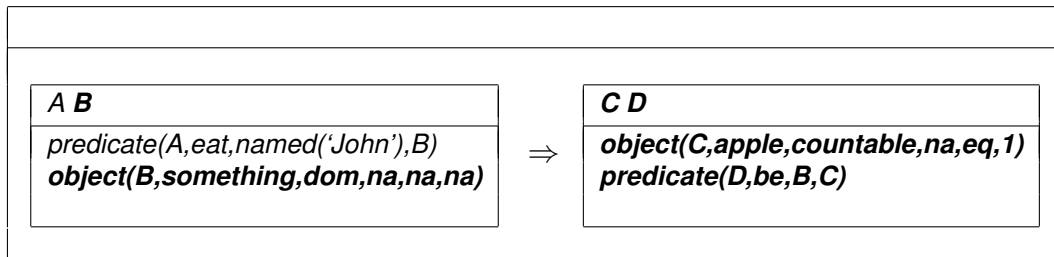 A B
predicate(A,eat,named(‘John’),B)
object(B,something,dom,na,na,na)
⇒
C D
object(C,apple,countable,na,eq,1)
predicate(D,be,B,C)